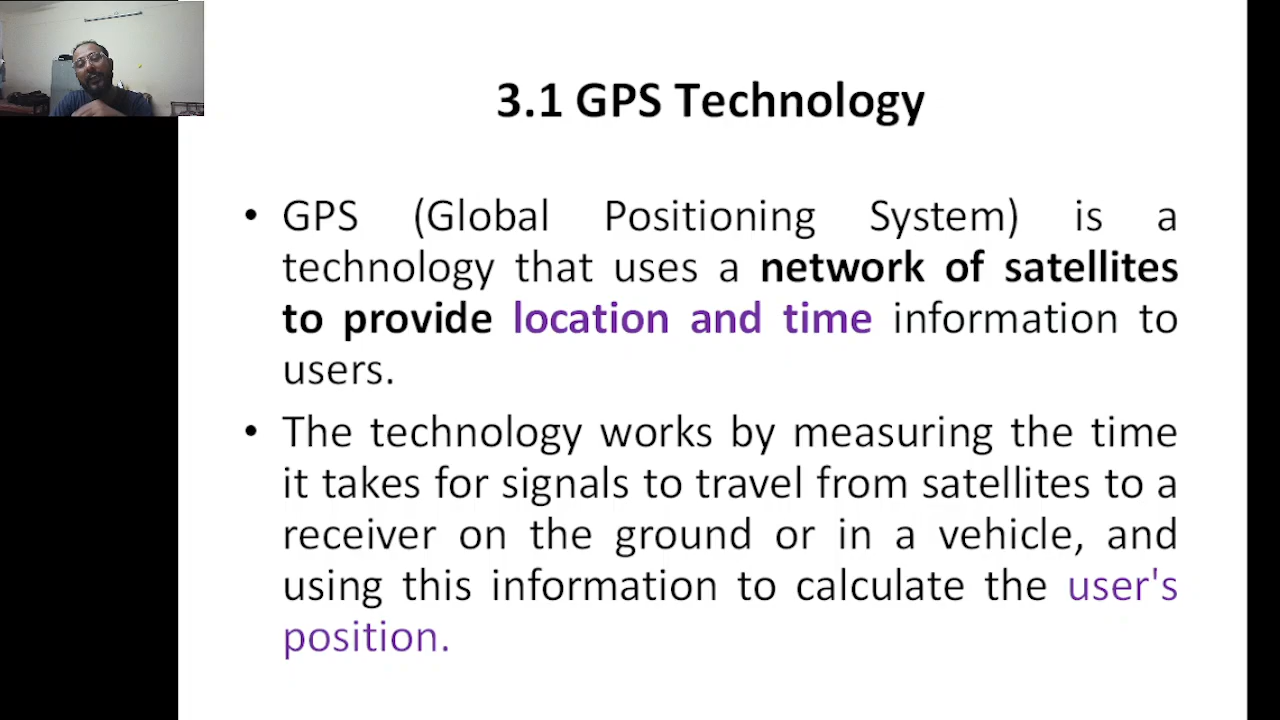 3.1 GPS Technology
• GPS (Global Positioning System) is a
technology that uses a network of satellites
to provide location and time information to
users.
• The technology works by measuring the time
it takes for signals to travel from satellites to a
receiver on the ground or in a vehicle, and
using this information to calculate the user's
position.